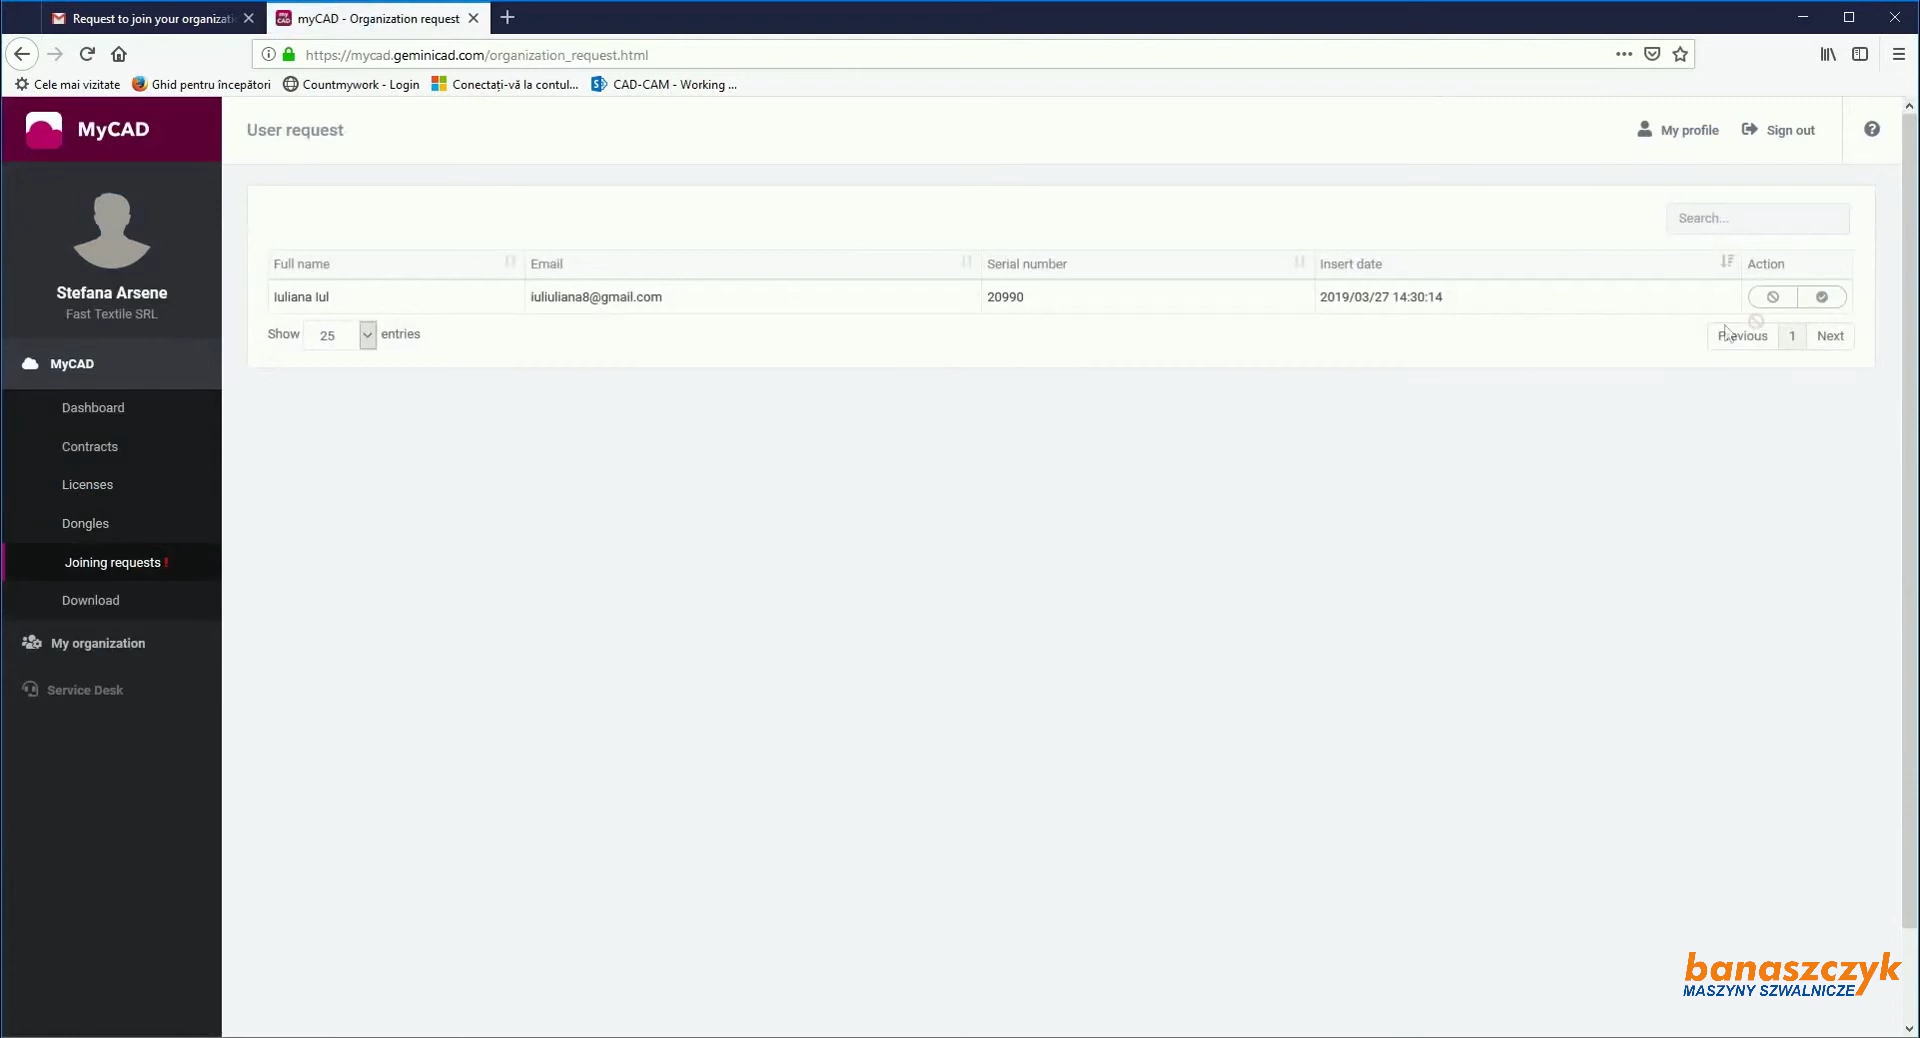 Request to join your organizati
myCAD - Organization request
https://mycad.geminicad.com/organization_request.html
Cele mai vizitate
Ghid pentru începători
Countmywork - Login
Conectați-vă la contul...
CAD-CAM - Working ...
my CAD
MyCAD
User request
My profile
Sign out
Stefana Arsene
Fast Textile SRL
MyCAD
Dashboard
Contracts
Licenses
Dongles
Joining requests !
Download
My organization
Service Desk
Search...
Full name
Email
Serial number
Insert date
Action
Iuliana Iul
iuliuliana8@gmail.com
20990
2019/03/27 14:30:14
Show 25 entries
Previous 1 Next
banaszczyk
MASZYNY SZWALNICZE